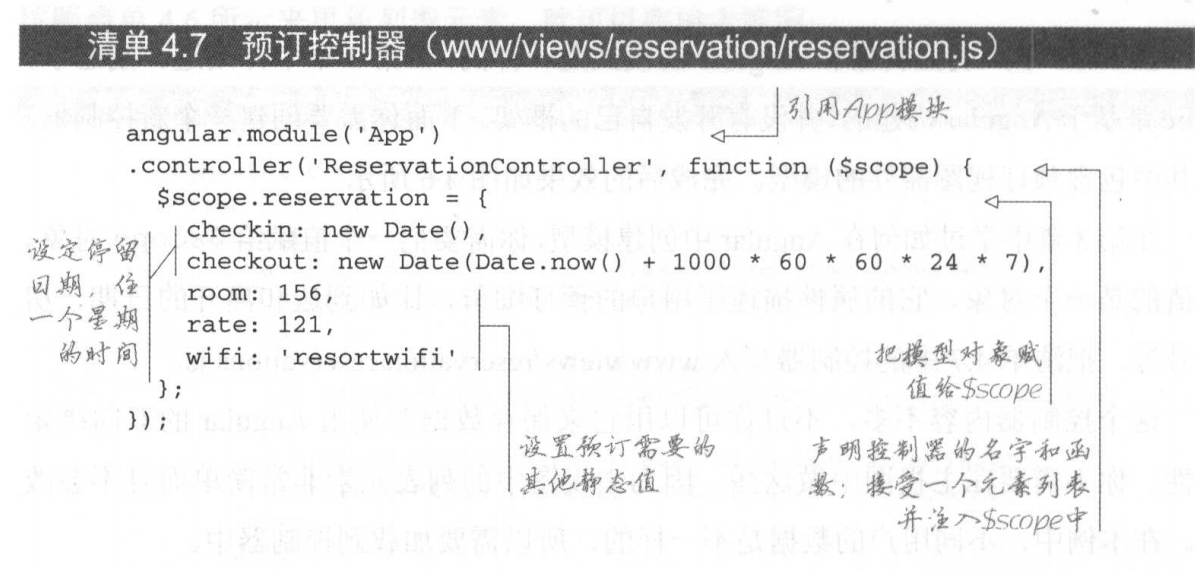 清单 4.7 预订控制器（www/views/reservation/reservation.js）
引用App模块
angular.module('App')
.controller('ReservationController', function ($scope) {
$scope.reservation = {
checkin: new Date(),
checkout: new Date(Date.now() + 1000 * 60 * 60 * 24 * 7),
room: 156,
rate: 121,
wifi: 'resortwifi'
};
});
设定停留
日期，住
一个星期
的时间
把模型对象赋
值给$scope
设置预订需要的
其他静态值
声明控制器的名字和函
数，接受一个元素列表
并注入$scope中